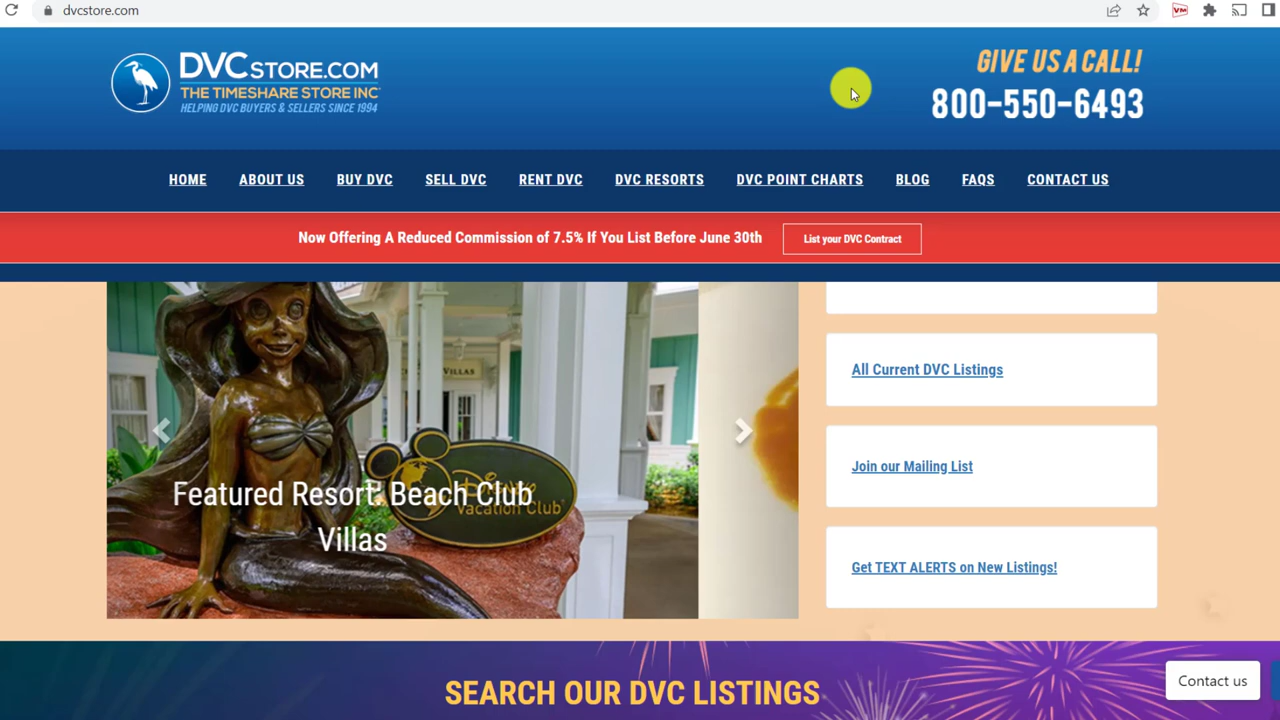 dvcstore.com
DVCSTORE.COM
THE TIMESHARE STORE INC
HELPING DVC BUYERS & SELLERS SINCE 1994
GIVE US A CALL!
800-550-6493
HOME ABOUT US BUY DVC SELL DVC RENT DVC DVC RESORTS DVC POINT CHARTS BLOG FAQS CONTACT US
Now Offering A Reduced Commission of 7.5% If You List Before June 30th List your DVC Contract
All Current DVC Listings
VILLAS
Disney
Vacation Club
Featured Resort: Beach Club
Villas
Join our Mailing List
Get TEXT ALERTS on New Listings!
SEARCH OUR DVC LISTINGS
Contact us